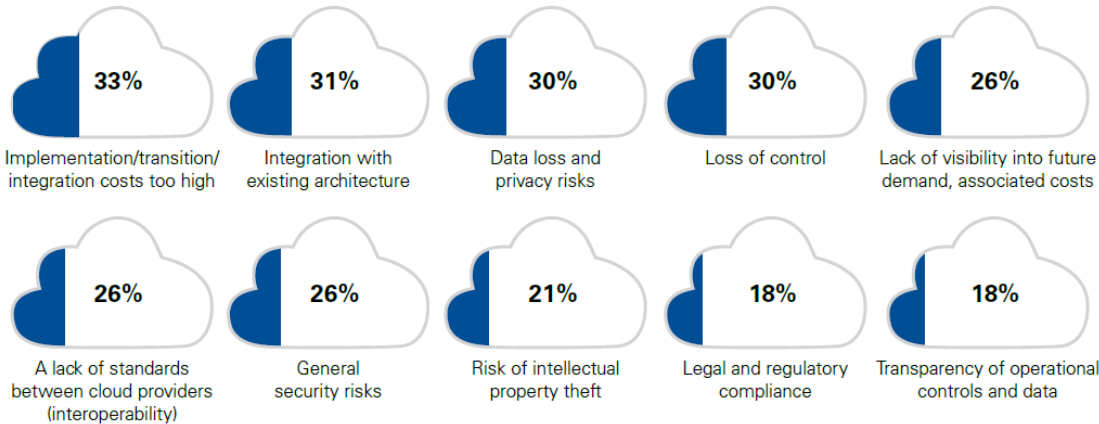 33%
31%
30%
30%
26%
Implementation/transition/
integration costs too high
Integration with
existing architecture
Data loss and
privacy risks
Loss of control
Lack of visibility into future
demand, associated costs
26%
26%
21%
18%
18%
A lack of standards
between cloud providers
(interoperability)
General
security risks
Risk of intellectual
property theft
Legal and regulatory
compliance
Transparency of operational
controls and data